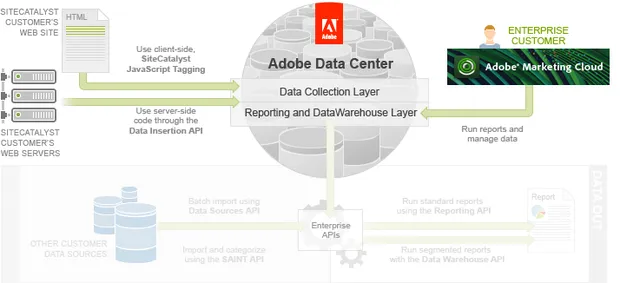 SITECATALYST
CUSTOMER'S
WEB SITE
HTML
Use client-side,
SiteCatalyst
JavaScript Tagging
Use server-side
code through the
Data Insertion API
SITECATALYST
CUSTOMER'S
WEB SERVERS
Adobe
Adobe Data Center
Data Collection Layer
Reporting and DataWarehouse Layer
ENTERPRISE
CUSTOMER
Adobe® Marketing Cloud
Run reports and
manage data
Batch import using
Data Sources API
OTHER CUSTOMER
DATA SOURCES
Import and categorize
using the SAINT API
Enterprise
APIs
Run standard reports
using the Reporting API
Run segmented reports
with the Data Warehouse API
Report
DATA OUT